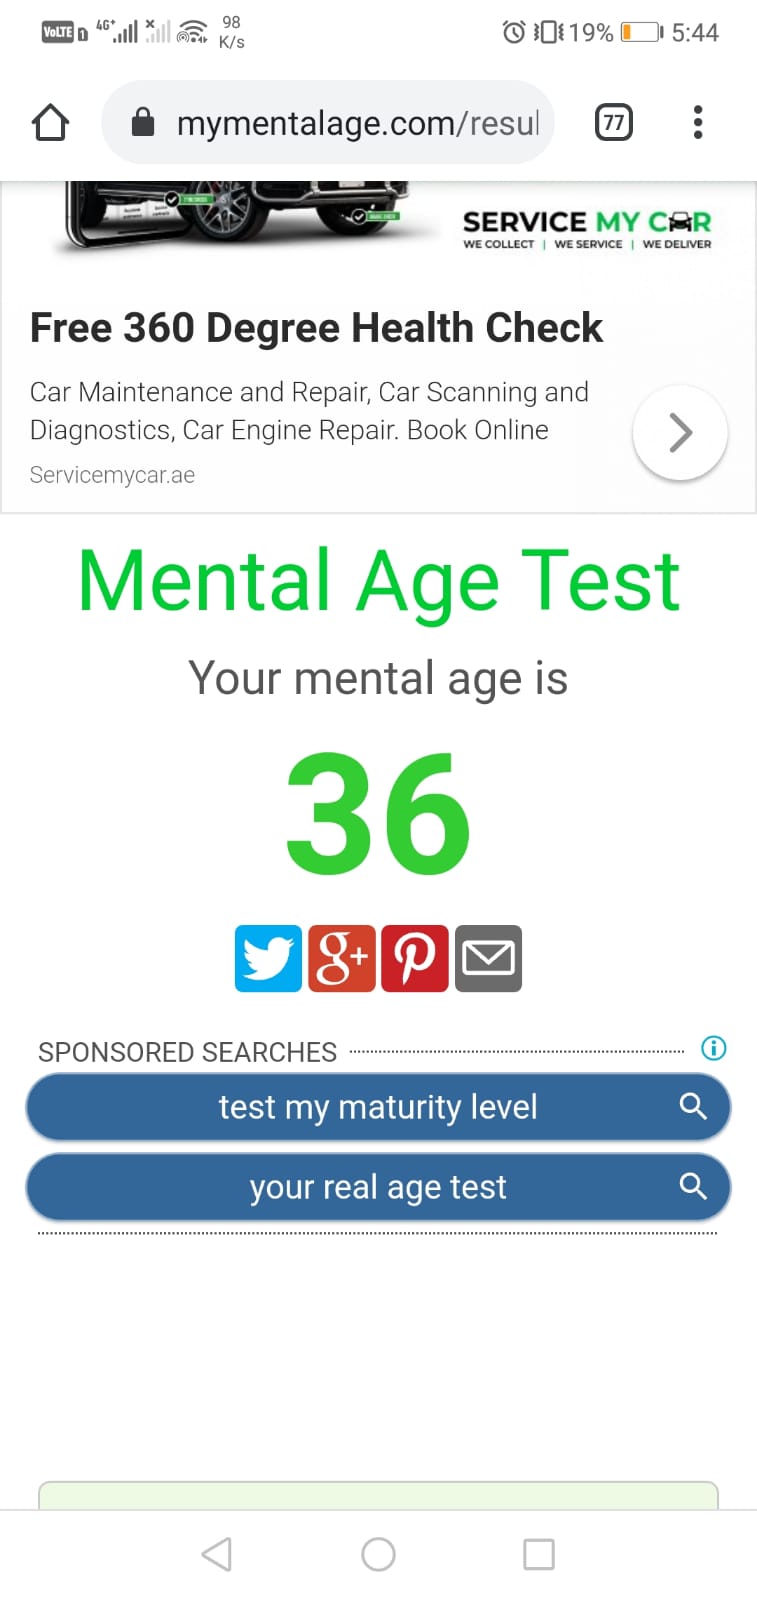 VoLTE 1 4G+ 98 K/s 19% 5:44
mymentalage.com/resul
77
SERVICE MY CAR
WE COLLECT | WE SERVICE | WE DELIVER
Free 360 Degree Health Check
Car Maintenance and Repair, Car Scanning and
Diagnostics, Car Engine Repair. Book Online
Servicemycar.ae
Mental Age Test
Your mental age is
36
g+
SPONSORED SEARCHES
test my maturity level
your real age test